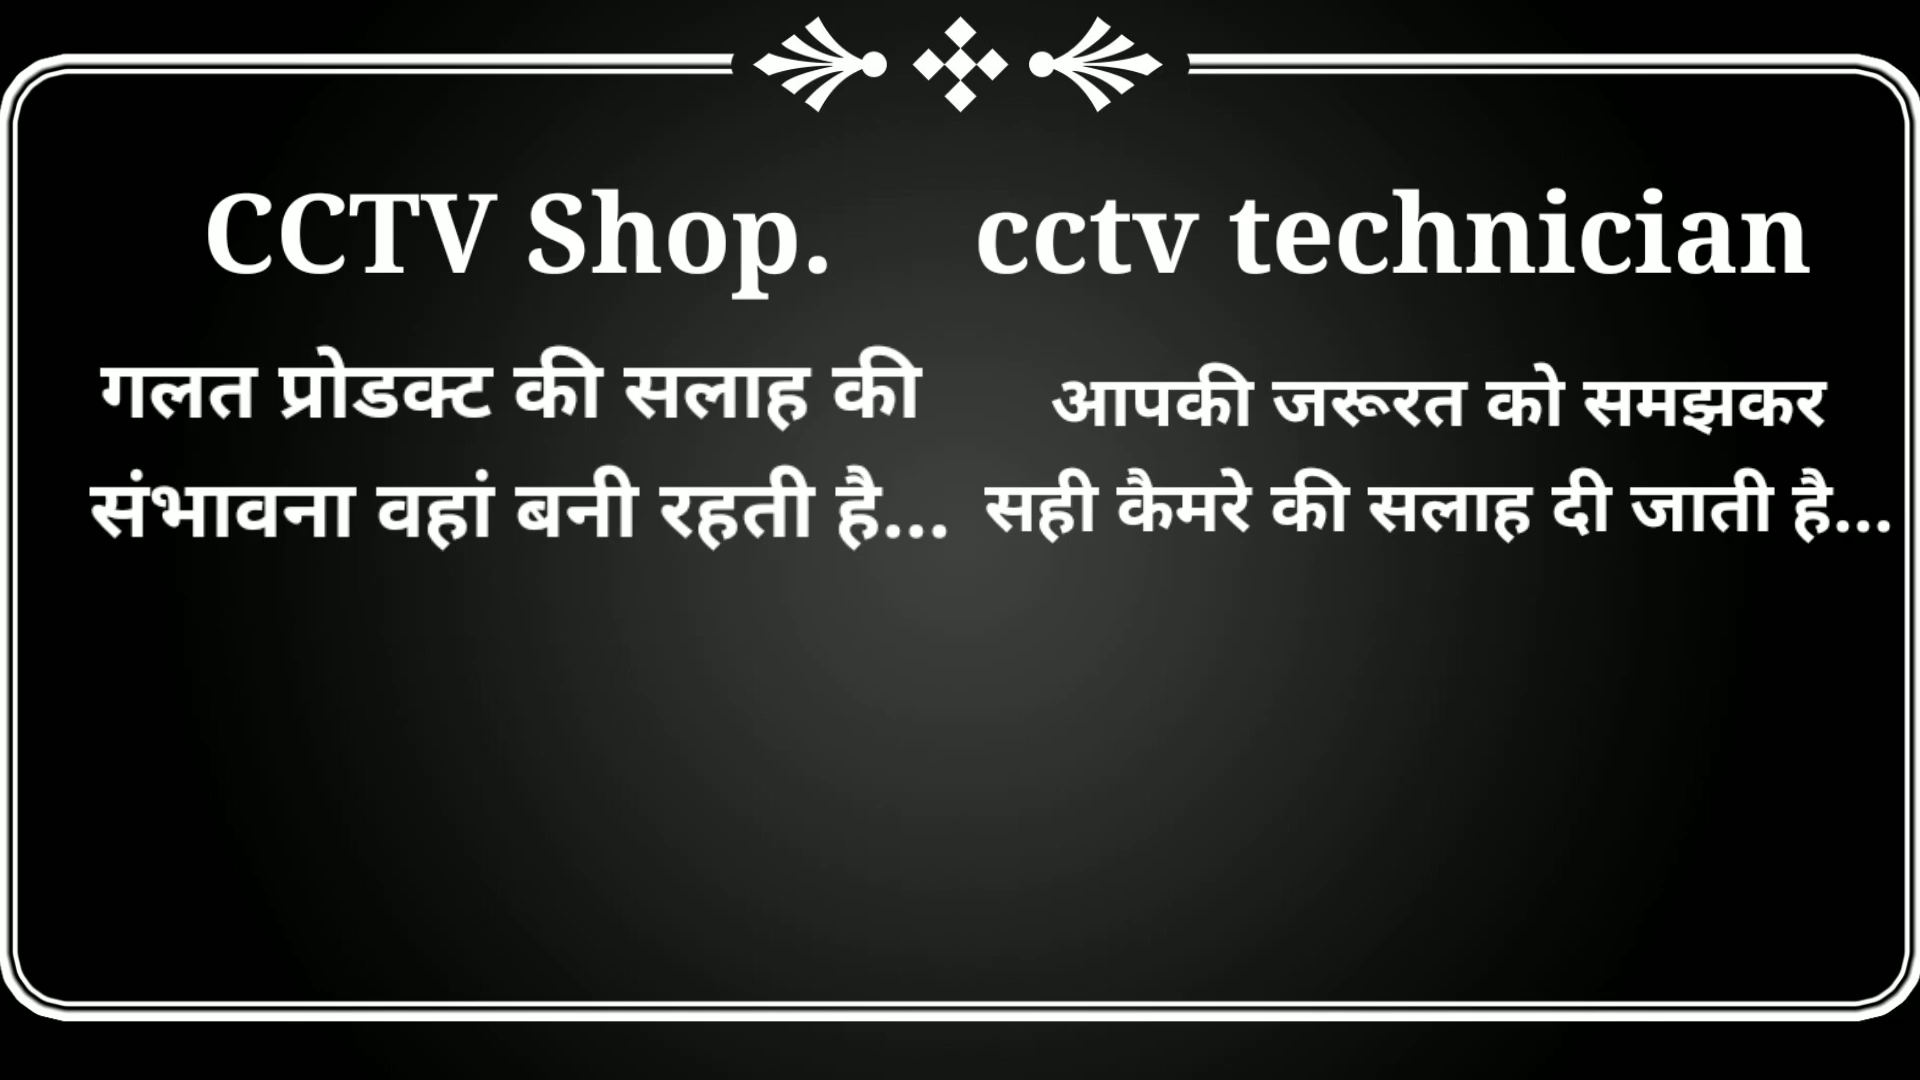 CCTV Shop.
गलत प्रोडक्ट की सलाह की
संभावना वहां बनी रहती है...
cctv technician
आपकी जरूरत को समझकर
सही कैमरे की सलाह दी जाती है...